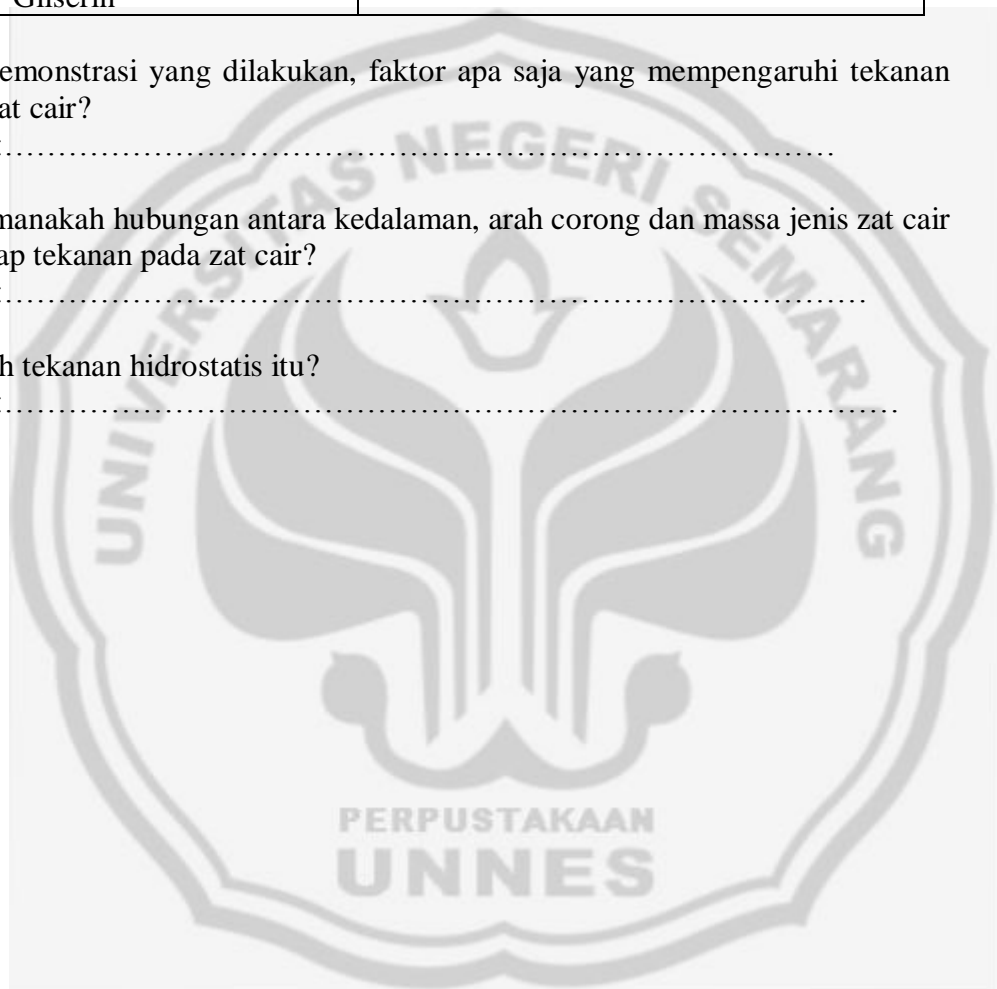 Gliserin
emonstrasi yang dilakukan, faktor apa saja yang mempengaruhi tekanan
at cair?
……………………………………………………………………
manakah hubungan antara kedalaman, arah corong dan massa jenis zat cair
ap tekanan pada zat cair?
………………………………………………………………………
h tekanan hidrostatis itu?
…………………………………………………………………………
UNIVERSITAS NEGERI SEMARANG
PERPUSTAKAAN
UNNES